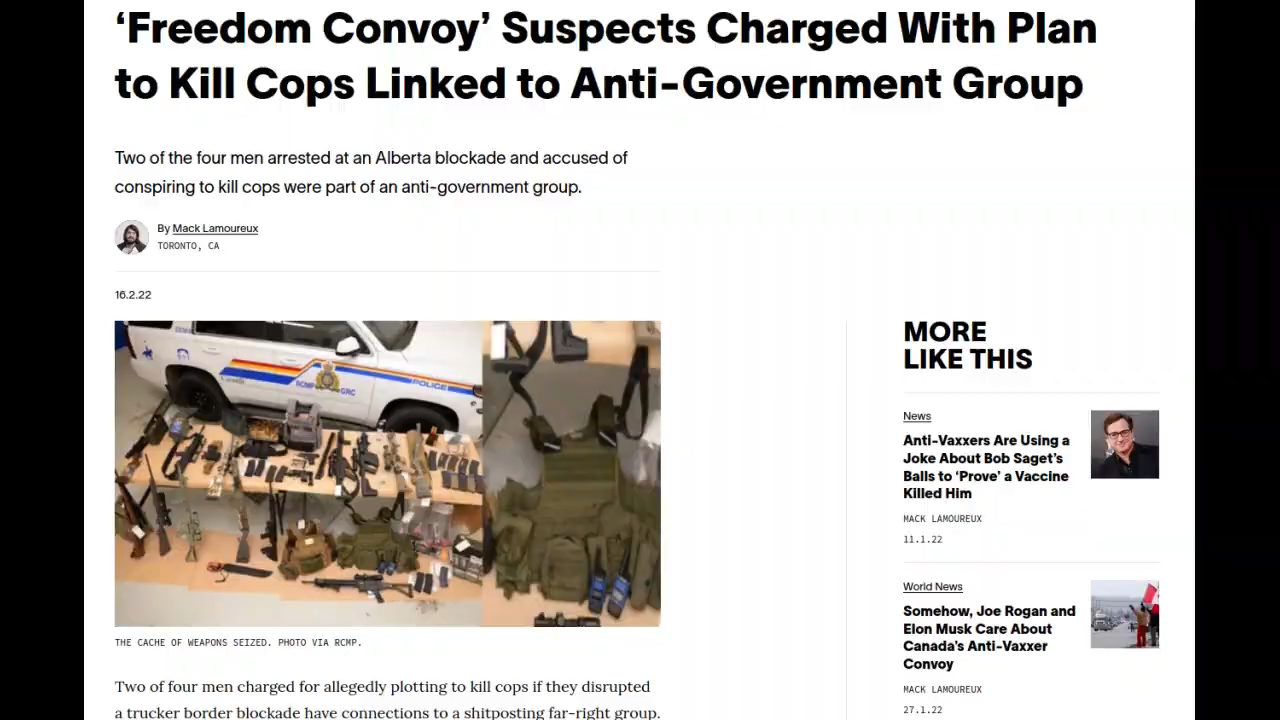 ‘Freedom Convoy’ Suspects Charged With Plan
to Kill Cops Linked to Anti-Government Group
Two of the four men arrested at an Alberta blockade and accused of
conspiring to kill cops were part of an anti-government group.
By Mack Lamoureux
TORONTO, CA
16.2.22
RCMP GRC
POLICE
THE CACHE OF WEAPONS SEIZED. PHOTO VIA RCMP.
Two of four men charged for allegedly plotting to kill cops if they disrupted
a trucker border blockade have connections to a shitposting far-right group.
MORE
LIKE THIS
News
Anti-Vaxxers Are Using a
Joke About Bob Saget’s
Balls to ‘Prove’ a Vaccine
Killed Him
MACK LAMOUREUX
11.1.22
World News
Somehow, Joe Rogan and
Elon Musk Care About
Canada's Anti-Vaxxer
Convoy
MACK LAMOUREUX
27.1.22